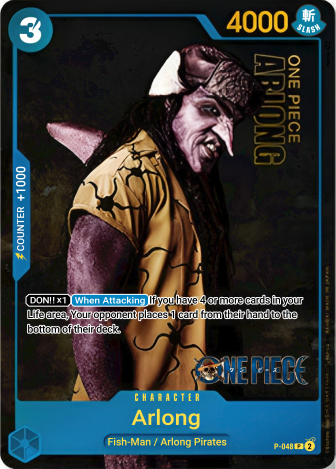 3
4000
斬
SLASH
ONE PIECE
ARLONG
COUNTER +1000
DON!! ×1 When Attacking If you have 4 or more cards in your
Life area, Your opponent places 1 card from their hand to the
bottom of their deck.
ONE PIECE
CHARACTER
Arlong
Fish-Man / Arlong Pirates
P-048 P 2